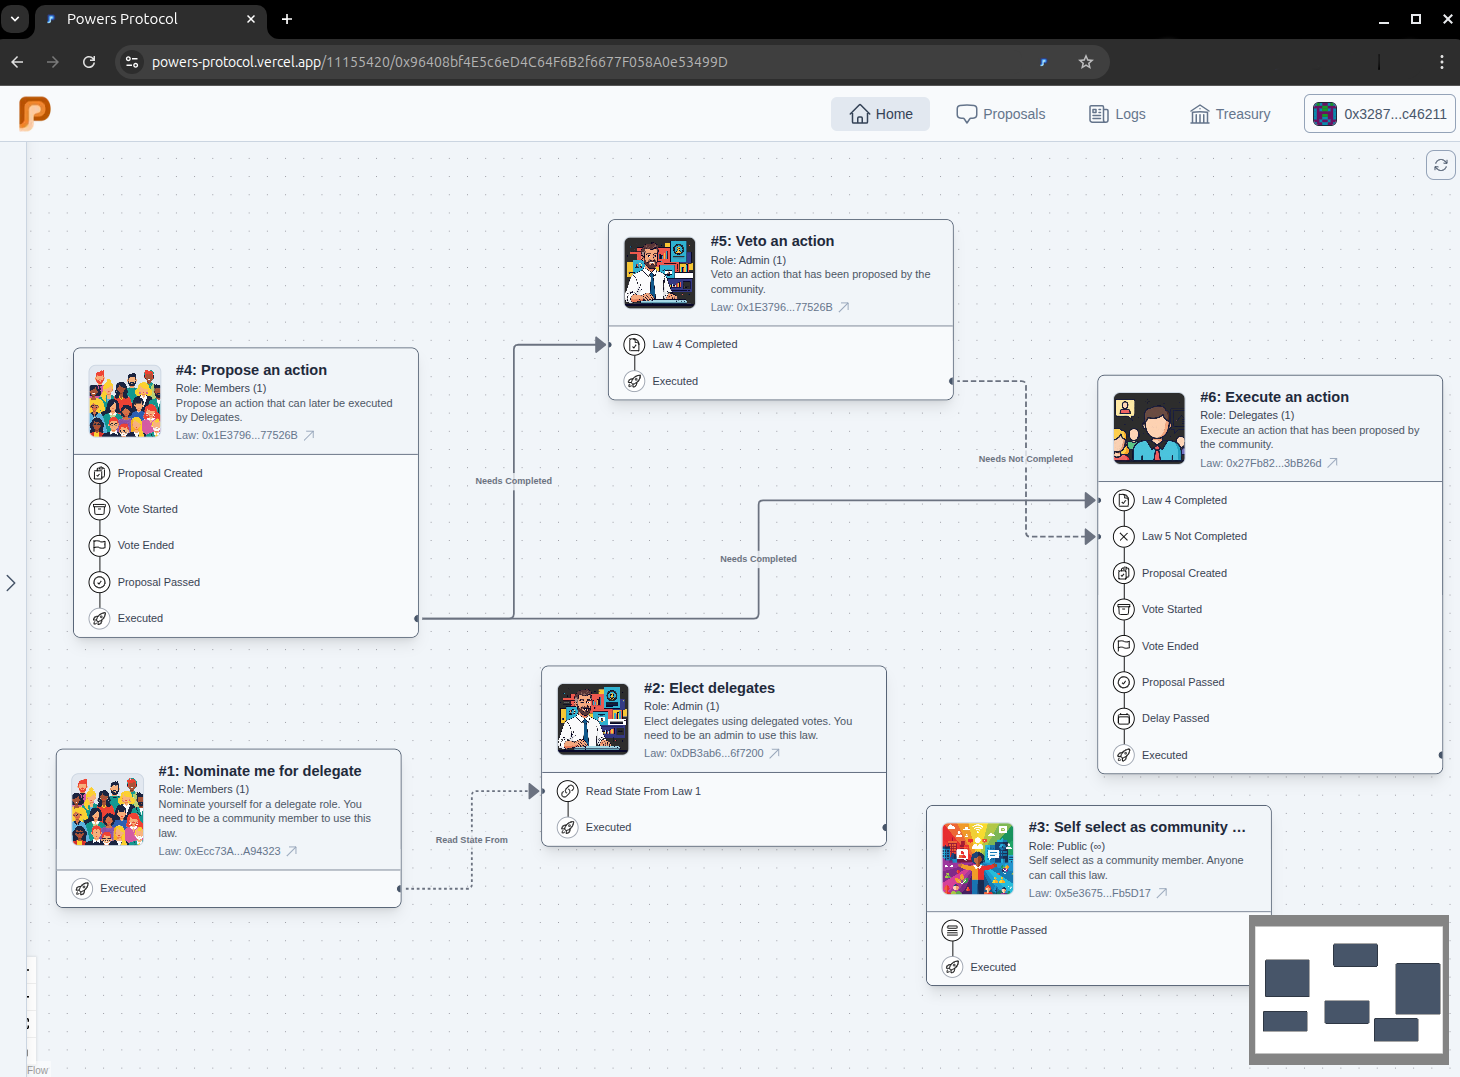 Powers Protocol
powers-protocol.vercel.app/11155420/0x96408bf4E5c6eD4C64F6B2f6677F058A0e53499D
Home
Proposals
Logs
Treasury
0x3287...c46211
#5: Veto an action
Role: Admin (1)
Veto an action that has been proposed by the
community.
Law: 0x1E3796...77526B
Law 4 Completed
Executed
#4: Propose an action
Role: Members (1)
Propose an action that can later be executed
by Delegates.
Law: 0x1E3796...77526B
Proposal Created
Vote Started
Vote Ended
Proposal Passed
Executed
Needs Completed
Needs Not Completed
Needs Completed
#6: Execute an action
Role: Delegates (1)
Execute an action that has been proposed by
the community.
Law: 0x27Fb82...3bB26d
Law 4 Completed
Law 5 Not Completed
Proposal Created
Vote Started
Vote Ended
Proposal Passed
Delay Passed
Executed
#2: Elect delegates
Role: Admin (1)
Elect delegates using delegated votes. You
need to be an admin to use this law.
Law: 0xDB3ab6...6f7200
Read State From Law 1
Executed
#1: Nominate me for delegate
Role: Members (1)
Nominate yourself for a delegate role. You
need to be a community member to use this
law.
Law: 0xEcc73A...A94323
Executed
Read State From
#3: Self select as community ...
Role: Public (∞)
Self select as a community member. Anyone
can call this law.
Law: 0x5e3675...Fb5D17
Throttle Passed
Executed
Flow